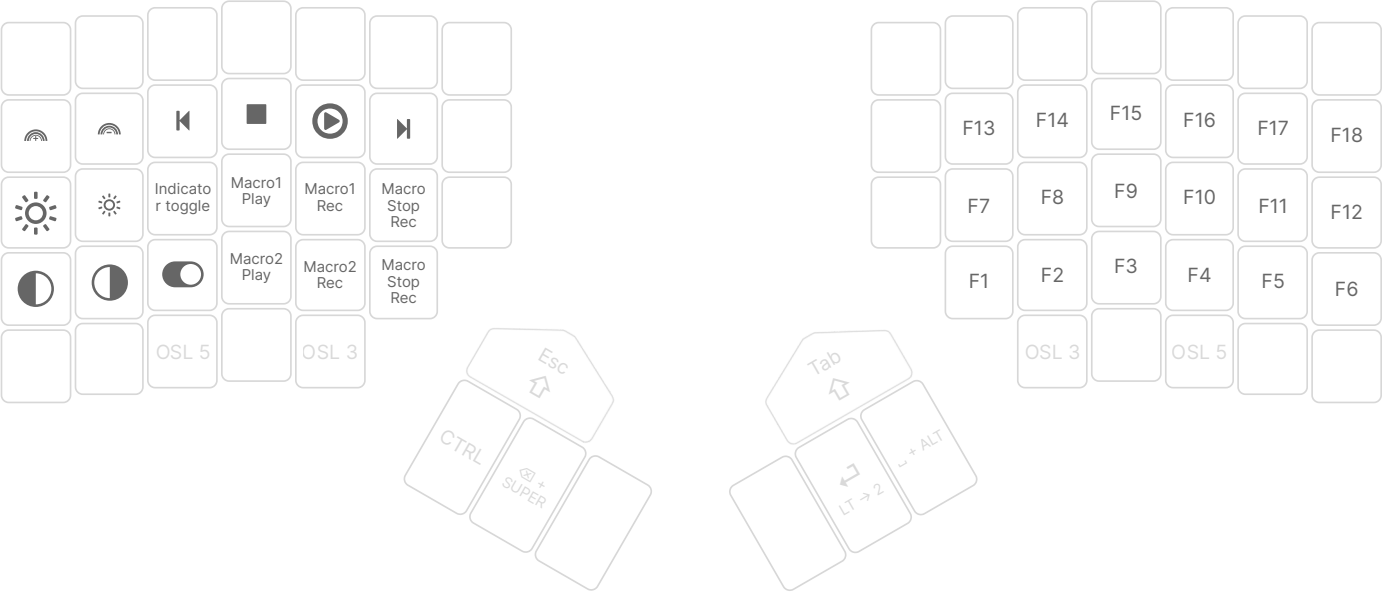 F13 F14 F15 F16 F17 F18
Indicato
r toggle
Macro1
Play
Macro1
Rec
Macro
Stop
Rec
F7 F8 F9 F10 F11 F12
Macro2
Play
Macro2
Rec
Macro
Stop
Rec
F1 F2 F3 F4 F5 F6
OSL 5
OSL 3
OSL 3
OSL 5
Esc
CTRL
+
SUPER
Tab
LT → 2
⎵ + ALT